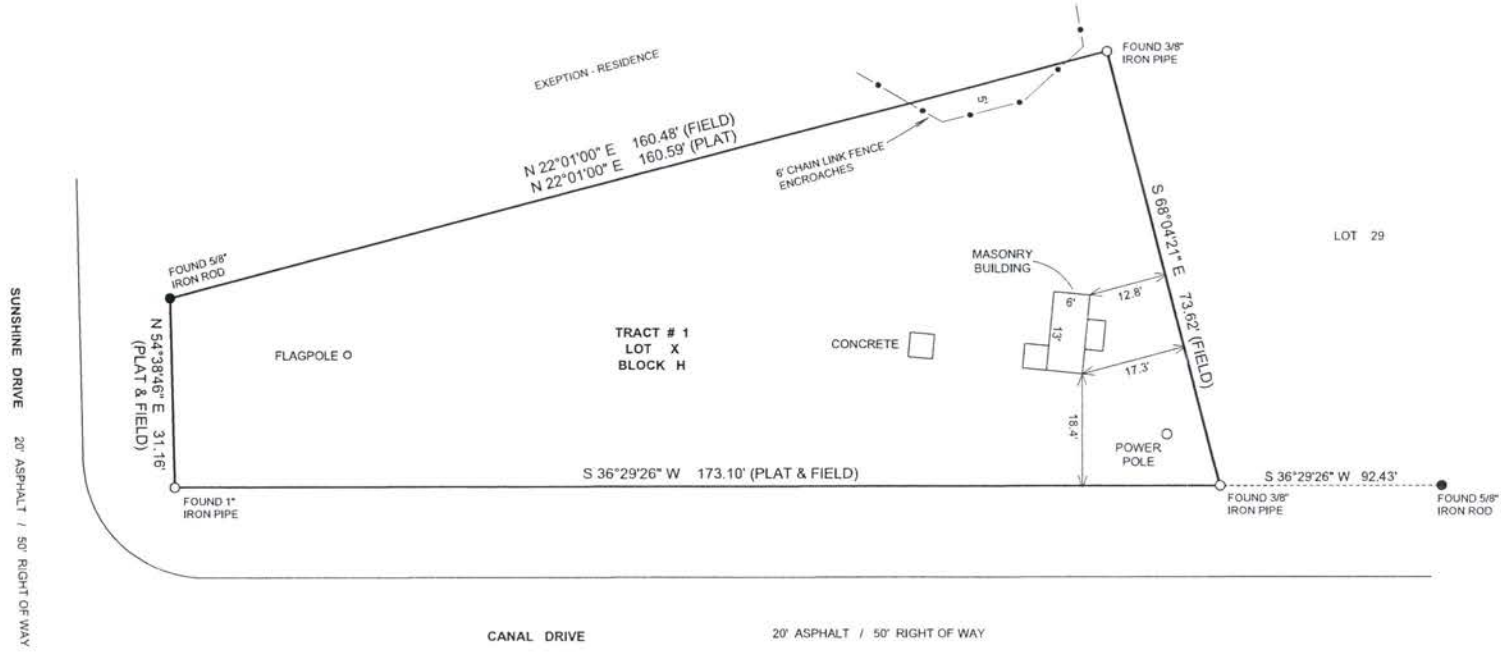 EXEPTION - RESIDENCE
FOUND 3/8"
IRON PIPE
N 22°01'00" E 160.48' (FIELD)
N 22°01'00" E 160.59' (PLAT)
5'
6' CHAIN LINK FENCE
ENCROACHES
S 68°04'21" E 73.62' (FIELD)
LOT 29
FOUND 5/8"
IRON ROD
MASONRY
BUILDING
6'
13'
12.8'
17.3'
18.4'
SUNSHINE DRIVE 20' ASPHALT / 50' RIGHT OF WAY
N 54°38'46" E 31.16'
(PLAT & FIELD)
FLAGPOLE
TRACT # 1
LOT X
BLOCK H
CONCRETE
POWER
POLE
S 36°29'26" W 173.10' (PLAT & FIELD)
S 36°29'26" W 92.43'
FOUND 1"
IRON PIPE
FOUND 3/8"
IRON PIPE
FOUND 5/8"
IRON ROD
CANAL DRIVE 20' ASPHALT / 50' RIGHT OF WAY